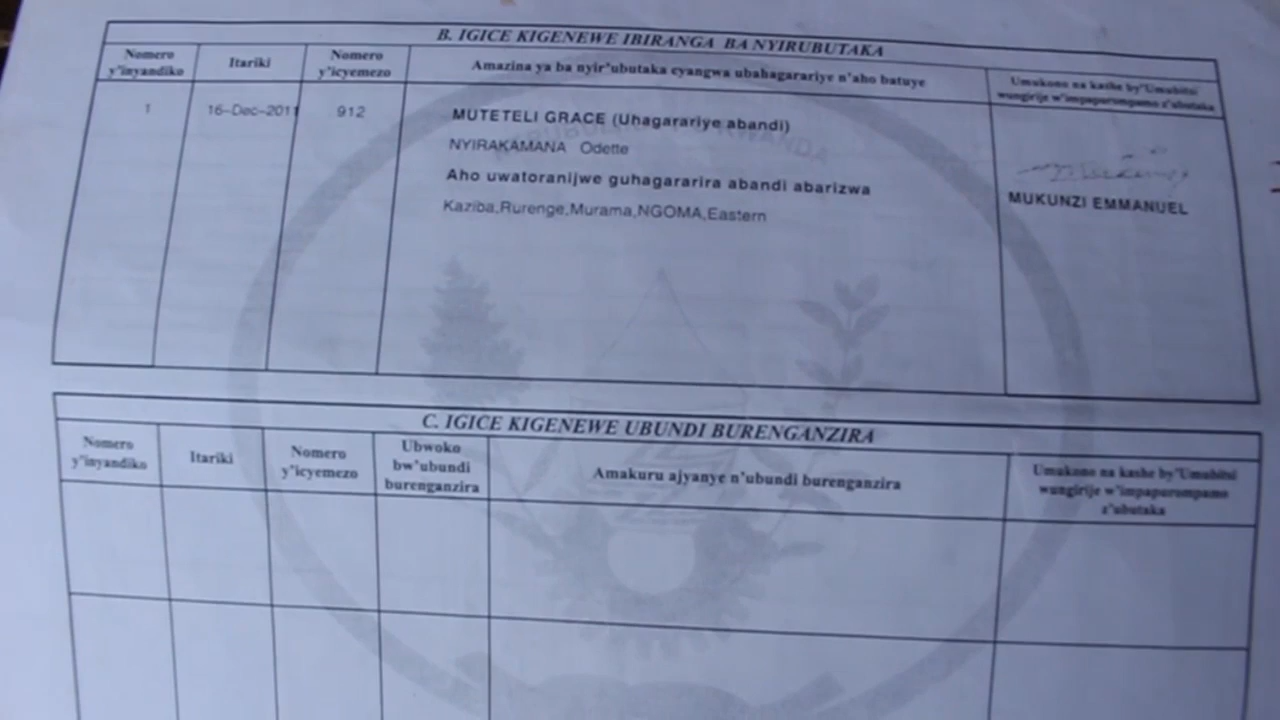 B. IGICE KIGENEWE IBIRANGA BA NYIRUBUTAKA
Nomero y'inyandiko
Itariki
Nomero y'icyemezo
Amazina ya ba nyir'ubutaka cyangwa ubahagarariye n'aho batuye
Umukono na kashe by'Umubitsi
wungirije w'impapurompamo z'ubutaka
1
16-Dec-2011
912
MUTETELI GRACE (Uhagarariye abandi)
NYIRAKAMANA Odette
Aho uwatoranijwe guhagararira abandi abarizwa
Kaziba,Rurenge,Murama,NGOMA,Eastern
MUKUNZI EMMANUEL
C. IGICE KIGENEWE UBUNDI BURENGANZIRA
Nomero
y'inyandiko
Itariki
Nomero
y'icyemezo
Ubwoko
bw'ubundi
burenganzira
Amakuru ajyanye n'ubundi burenganzira
Umukono na kashe by'Umubitsi
wungirije w'impapurompamo
z'ubutaka